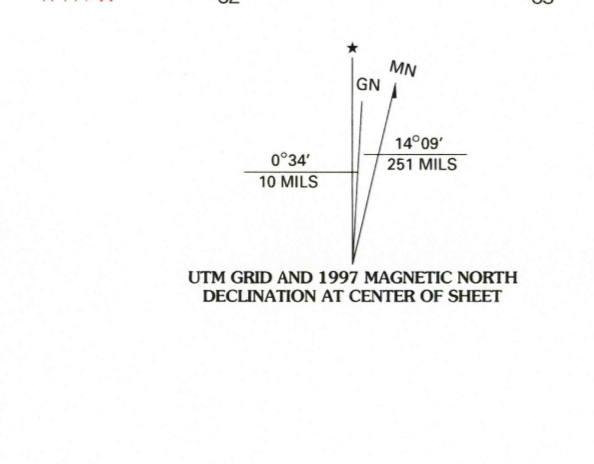 MN
GN
14°09′
0°34′
251 MILS
10 MILS
UTM GRID AND 1997 MAGNETIC NORTH
DECLINATION AT CENTER OF SHEET